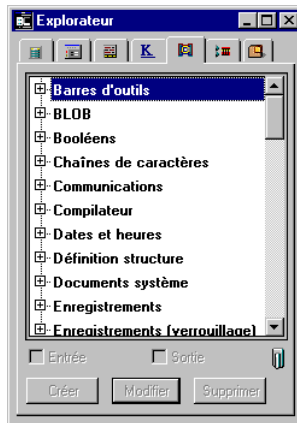 Explorateur
K
Barres d'outils
BLOB
Booléens
Chaînes de caractères
Communications
Compilateur
Dates et heures
Définition structure
Documents système
Enregistrements
Enregistrements (verrouillage)
Entrée Sortie
Créer Modifier Supprimer